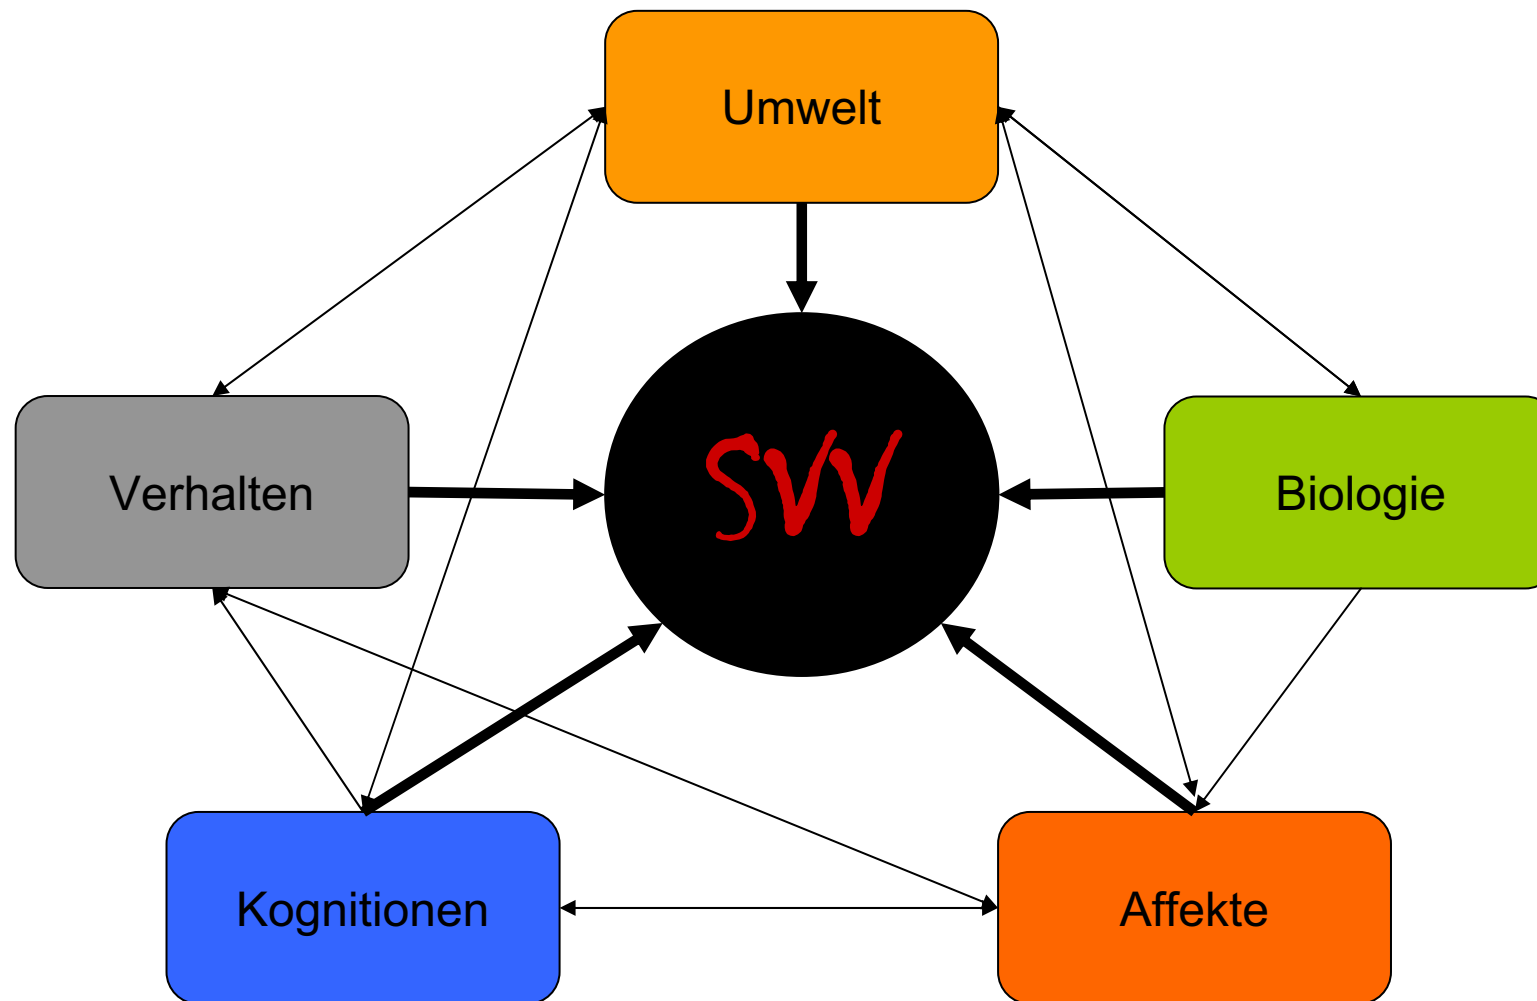 Umwelt
Verhalten
SVV
Biologie
Kognitionen
Affekte